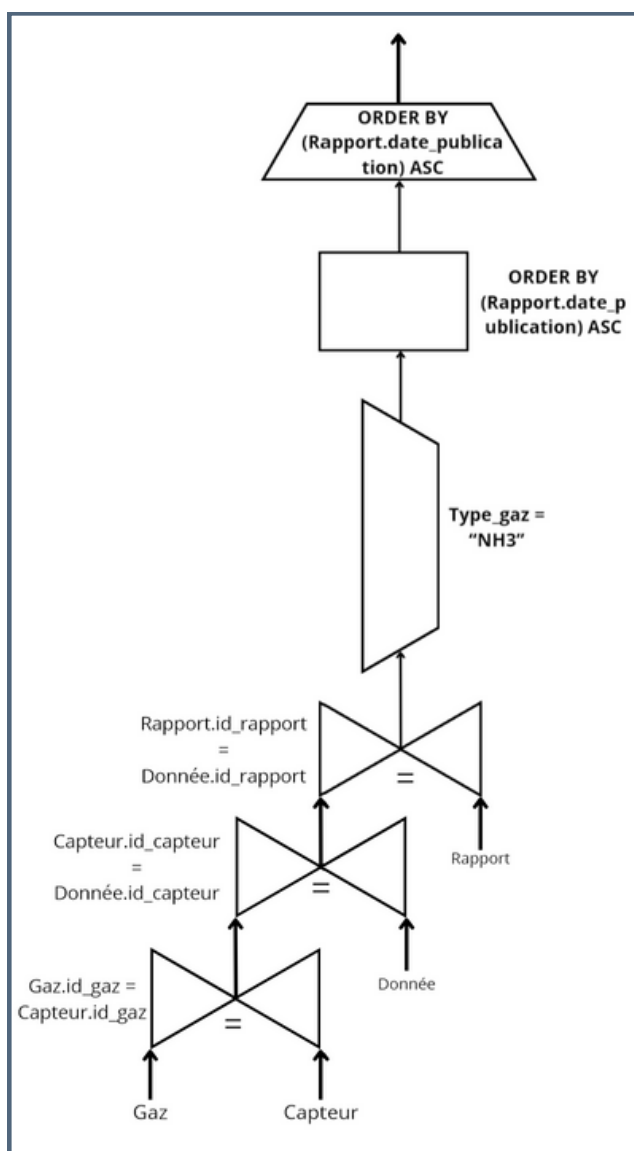 ORDER BY
(Rapport.date_publica
tion) ASC
ORDER BY
(Rapport.date_p
ublication) ASC
Type_gaz =
“NH3”
Rapport.id_rapport
=
Donnée.id_rapport
=
Rapport
Capteur.id_capteur
=
Donnée.id_capteur
=
Donnée
Gaz.id_gaz =
Capteur.id_gaz
=
Gaz
Capteur